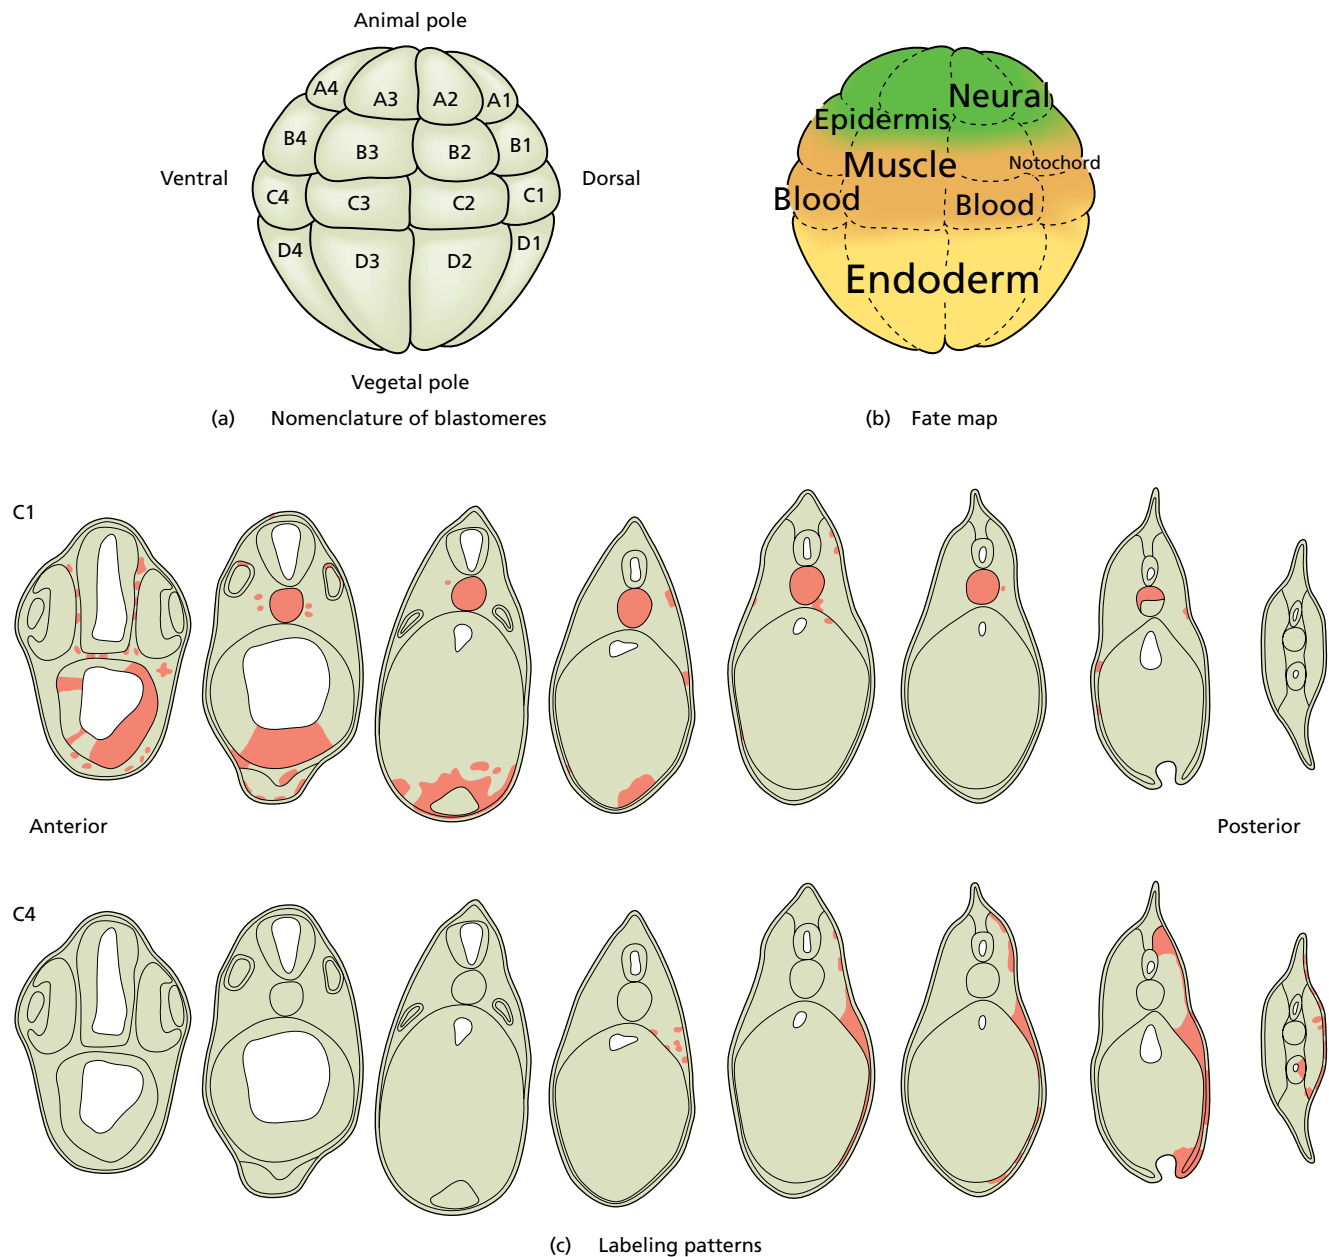 Animal pole
A4 A3 A2 A1
B4 B3 B2 B1
Ventral Dorsal
C4 C3 C2 C1
D4 D3 D2 D1
Vegetal pole
(a) Nomenclature of blastomeres
Neural
Epidermis
Muscle Notochord
Blood Blood
Endoderm
(b) Fate map
C1
Anterior Posterior
C4
(c) Labeling patterns